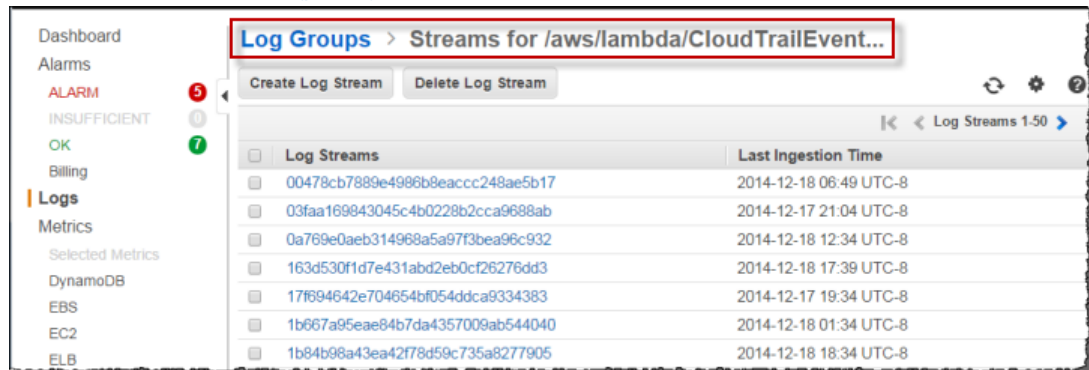 Dashboard
Alarms
ALARM 5
INSUFFICIENT 0
OK 7
Billing
Logs
Metrics
Selected Metrics
DynamoDB
EBS
EC2
ELB
Log Groups > Streams for /aws/lambda/CloudTrailEvent...
Create Log Stream Delete Log Stream
Log Streams 1-50
Log Streams Last Ingestion Time
00478cb7889e4986b8eaccc248ae5b17 2014-12-18 06:49 UTC-8
03faa169843045c4b0228b2cca9688ab 2014-12-17 21:04 UTC-8
0a769e0aeb314968a5a97f3bea96c932 2014-12-18 12:34 UTC-8
163d530f1d7e431abd2eb0cf26276dd3 2014-12-18 17:39 UTC-8
17f694642e704654bf054ddca9334383 2014-12-17 19:34 UTC-8
1b667a95eae84b7da4357009ab544040 2014-12-18 01:34 UTC-8
1b84b98a43ea42f78d59c735a8277905 2014-12-18 18:34 UTC-8